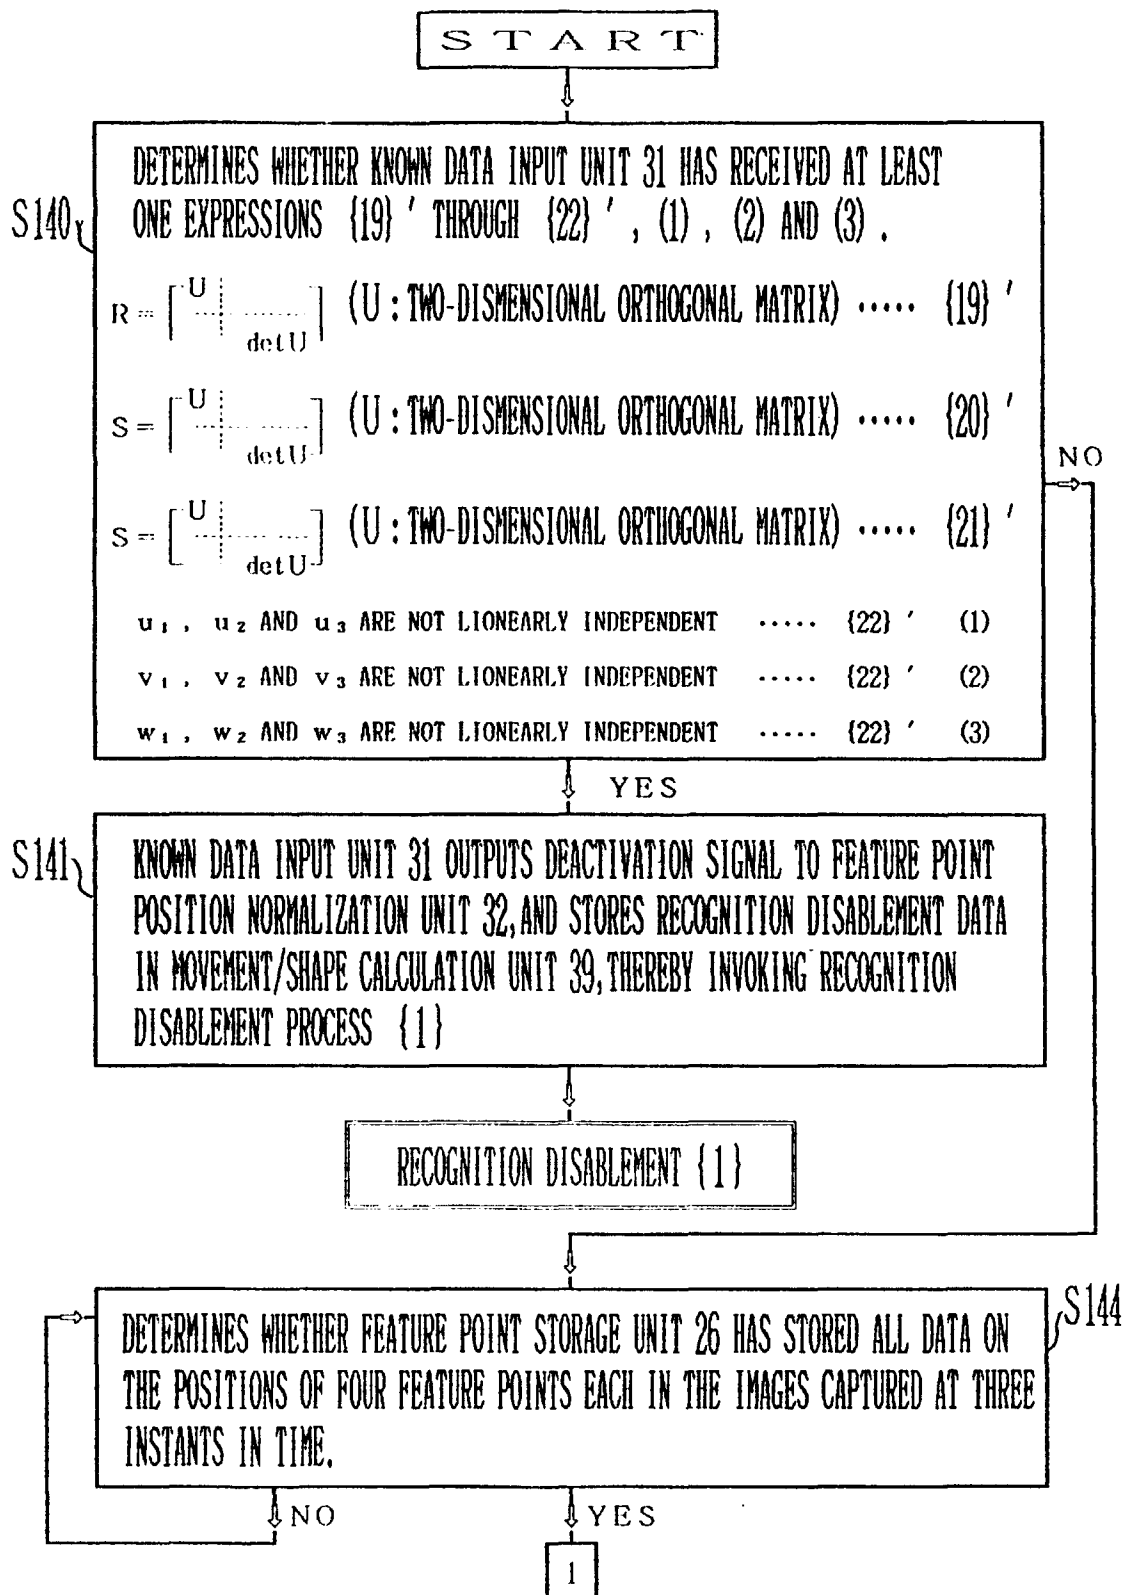 START
S140
DETERMINES WHETHER KNOWN DATA INPUT UNIT 31 HAS RECEIVED AT LEAST
ONE EXPRESSIONS {19}' THROUGH {22}', (1), (2) AND (3).
R = [U detU] (U : TWO-DISMENSIONAL ORTHOGONAL MATRIX) ····· {19}'
S = [U detU] (U : TWO-DISMENSIONAL ORTHOGONAL MATRIX) ····· {20}'
S = [U detU] (U : TWO-DISMENSIONAL ORTHOGONAL MATRIX) ····· {21}'
u₁, u₂ AND u₃ ARE NOT LIONEARLY INDEPENDENT ····· {22}' (1)
v₁, v₂ AND v₃ ARE NOT LIONEARLY INDEPENDENT ····· {22}' (2)
w₁, w₂ AND w₃ ARE NOT LIONEARLY INDEPENDENT ····· {22}' (3)
NO
YES
S141
KNOWN DATA INPUT UNIT 31 OUTPUTS DEACTIVATION SIGNAL TO FEATURE POINT
POSITION NORMALIZATION UNIT 32, AND STORES RECOGNITION DISABLEMENT DATA
IN MOVEMENT/SHAPE CALCULATION UNIT 39, THEREBY INVOKING RECOGNITION
DISABLEMENT PROCESS {1}
RECOGNITION DISABLEMENT {1}
S144
DETERMINES WHETHER FEATURE POINT STORAGE UNIT 26 HAS STORED ALL DATA ON
THE POSITIONS OF FOUR FEATURE POINTS EACH IN THE IMAGES CAPTURED AT THREE
INSTANTS IN TIME.
NO
YES
1